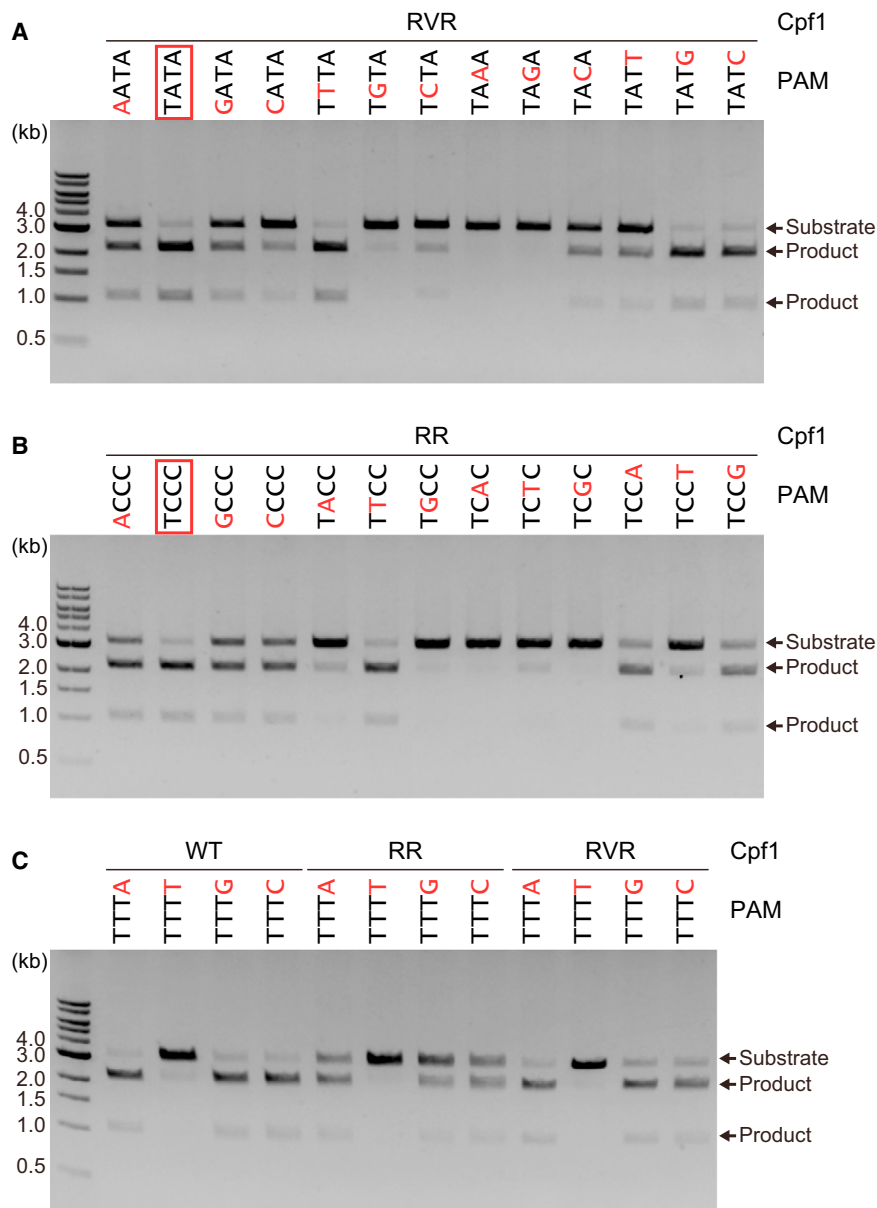 A
RVR Cpf1
AATA TATA GATA CATA TTTA TGTA TCTA TAAA TAGA TACA TATT TATG TATC PAM
(kb)
4.0
3.0 Substrate
2.0 Product
1.5
1.0 Product
0.5
B
RR Cpf1
ACCC TCCC GCCC CCCC TACC TTCC TGCC TCAC TCTC TCGC TCCA TCCT TCCG PAM
(kb)
4.0
3.0 Substrate
2.0 Product
1.5
1.0 Product
0.5
C
WT RR RVR Cpf1
TTTA TTTT TTTG TTTC TTTA TTTT TTTG TTTC TTTA TTTT TTTG TTTC PAM
(kb)
4.0
3.0 Substrate
2.0 Product
1.5
1.0 Product
0.5